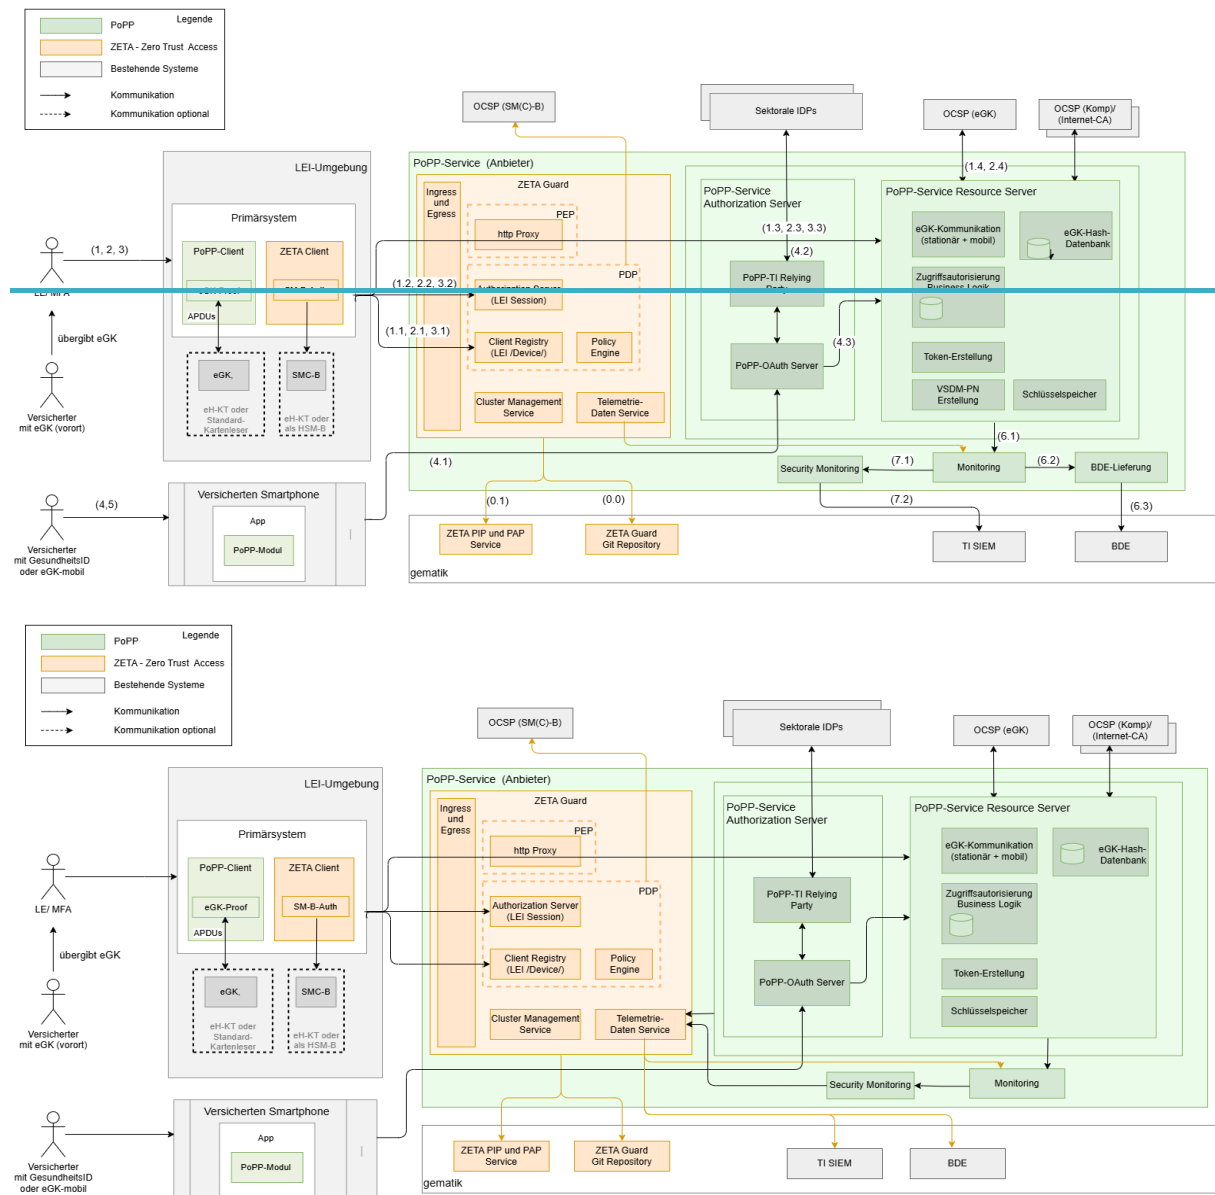 Legende
PoPP
ZETA - Zero Trust Access
Bestehende Systeme
Kommunikation
Kommunikation optional
OCSP (SM(C)-B)
Sektorale IDPs
OCSP (eGK)
OCSP (Komp)/
(Internet-CA)
LEI-Umgebung
PoPP-Service (Anbieter)
(1.4, 2.4)
ZETA Guard
Ingress
und
Egress
PoPP-Service
Authorization Server
PoPP-Service Resource Server
Primärsystem
PEP
http Proxy
(1.3, 2.3, 3.3)
eGK-Kommunikation
(stationär + mobil)
eGK-Hash-
Datenbank
(1, 2, 3)
PoPP-Client
ZETA Client
(4.2)
PDP
PoPP-TI Relying
Party
Zugriffsautorisierung
Business Logik
LE/ MFA
eGK-Proof
SM-B-Auth
(1.2, 2.2, 3.2)
Authorization Server
(LEI Session)
APDUs
übergibt eGK
(1.1, 2.1, 3.1)
Client Registry
(LEI /Device/)
Policy
Engine
(4.3)
PoPP-OAuth Server
Token-Erstellung
eGK,
SMC-B
VSDM-PN
Erstellung
Schlüsselspeicher
eH-KT oder
Standard-
Kartenleser
eH-KT oder
als HSM-B
Cluster Management
Service
Telemetrie-
Daten Service
Versicherter
mit eGK (vorort)
(6.1)
(4.1)
Security Monitoring
(7.1)
Monitoring
(6.2)
BDE-Lieferung
(4,5)
Versicherten Smartphone
(0.1)
(0.0)
(7.2)
(6.3)
App
PoPP-Modul
ZETA PIP und PAP
Service
ZETA Guard
Git Repository
TI SIEM
BDE
Versicherter
mit GesundheitsID
oder eGK-mobil
gematik
Legende
PoPP
ZETA - Zero Trust Access
Bestehende Systeme
Kommunikation
Kommunikation optional
OCSP (SM(C)-B)
Sektorale IDPs
OCSP (eGK)
OCSP (Komp)/
(Internet-CA)
LEI-Umgebung
PoPP-Service (Anbieter)
ZETA Guard
Ingress
und
Egress
PoPP-Service
Authorization Server
PoPP-Service Resource Server
Primärsystem
PEP
http Proxy
eGK-Kommunikation
(stationär + mobil)
eGK-Hash-
Datenbank
PoPP-Client
ZETA Client
PDP
PoPP-TI Relying
Party
Zugriffsautorisierung
Business Logik
LE/ MFA
eGK-Proof
SM-B-Auth
Authorization Server
(LEI Session)
APDUs
übergibt eGK
Client Registry
(LEI /Device/)
Policy
Engine
PoPP-OAuth Server
Token-Erstellung
eGK,
SMC-B
Schlüsselspeicher
eH-KT oder
Standard-
Kartenleser
eH-KT oder
als HSM-B
Cluster Management
Service
Telemetrie-
Daten Service
Versicherter
mit eGK (vorort)
Security Monitoring
Monitoring
Versicherten Smartphone
App
PoPP-Modul
ZETA PIP und PAP
Service
ZETA Guard
Git Repository
TI SIEM
BDE
Versicherter
mit GesundheitsID
oder eGK-mobil
gematik